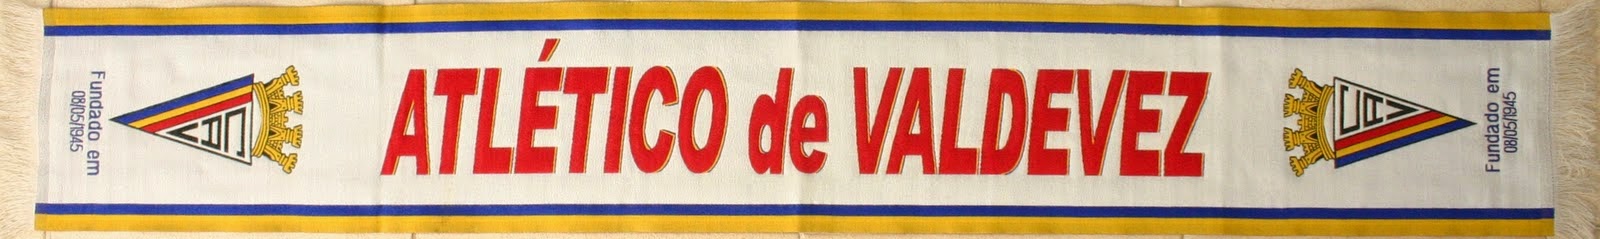 Fundado em
08/05/1945
CAV
ATLÉTICO de VALDEVEZ
CAV
Fundado em
08/05/1945